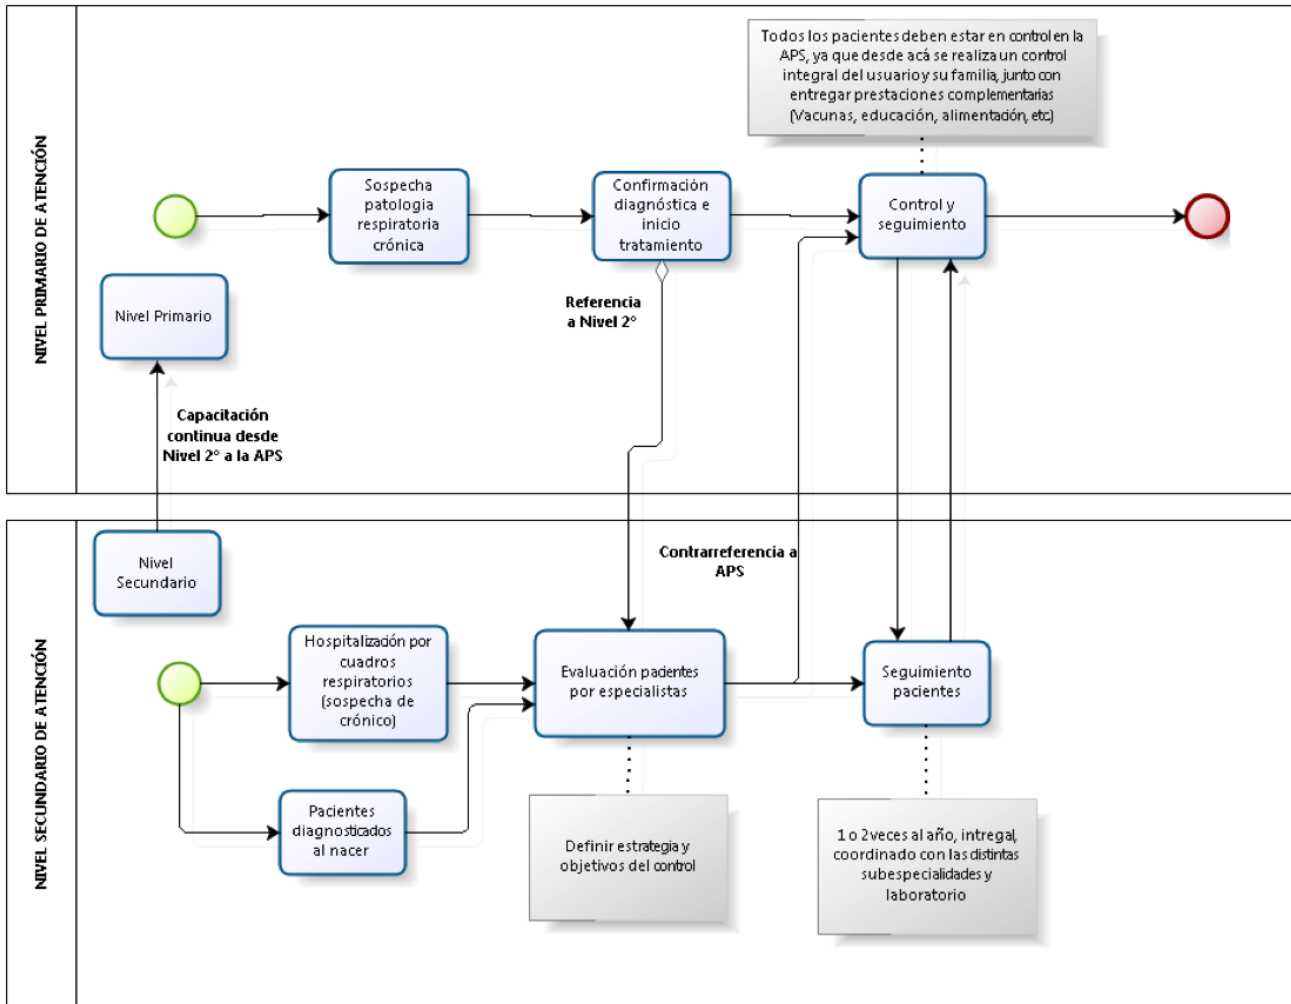 NIVEL PRIMARIO DE ATENCIÓN
Todos los pacientes deben estar en control en la
APS, ya que desde acá se realiza un control
integral del usuario y su familia, junto con
entregar prestaciones complementarias
(Vacunas, educación, alimentación, etc.)
Sospecha
patologia
respiratoria
crónica
Confirmación
diagnóstica e
inicio
tratamiento
Control y
seguimiento
Nivel Primario
Referencia
a Nivel 2°
Capacitación
continua desde
Nivel 2° a la APS
NIVEL SECUNDARIO DE ATENCIÓN
Nivel
Secundario
Contrarreferencia a
APS
Hospitalización por
cuadros
respiratorios
(sospecha de
crónico)
Evaluación pacientes
por especialistas
Seguimiento
pacientes
Pacientes
diagnosticados
al nacer
Definir estrategia y
objetivos del control
1 o 2 veces al año, intregal,
coordinado con las distintas
subespecialidades y
laboratorio